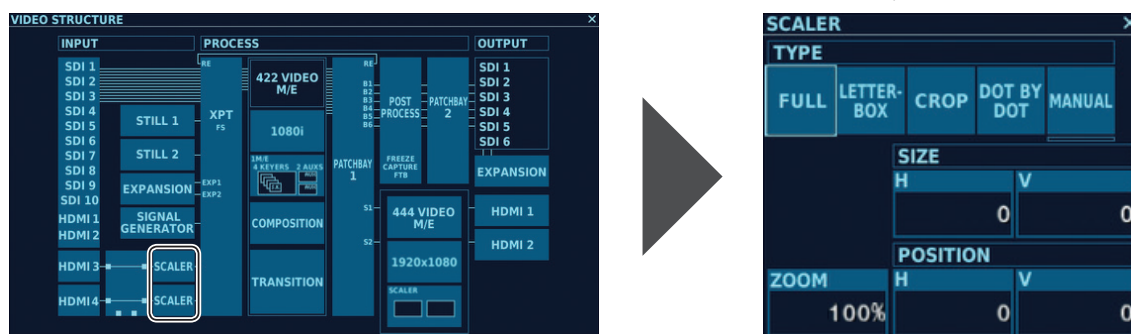 VIDEO STRUCTURE
×
INPUT
PROCESS
OUTPUT
SDI 1
SDI 2
SDI 3
SDI 4
SDI 5
SDI 6
SDI 7
SDI 8
SDI 9
SDI 10
HDMI 1
HDMI 2
HDMI 3
HDMI 4
STILL 1
STILL 2
EXPANSION
SIGNAL
GENERATOR
SCALER
SCALER
RE
XPT
FS
EXP1
EXP2
422 VIDEO
M/E
1080i
1M/E
4 KEYERS 2 AUXS
COMPOSITION
TRANSITION
RE
B1
B2
B3
B4
B5
B6
PATCHBAY
1
S1
S2
POST
PROCESS
FREEZE
CAPTURE
FTB
PATCHBAY
2
444 VIDEO
M/E
1920x1080
SCALER
SDI 1
SDI 2
SDI 3
SDI 4
SDI 5
SDI 6
EXPANSION
HDMI 1
HDMI 2
SCALER
×
TYPE
FULL
LETTER-
BOX
CROP
DOT BY
DOT
MANUAL
SIZE
H
V
0
0
POSITION
ZOOM
H
V
100%
0
0